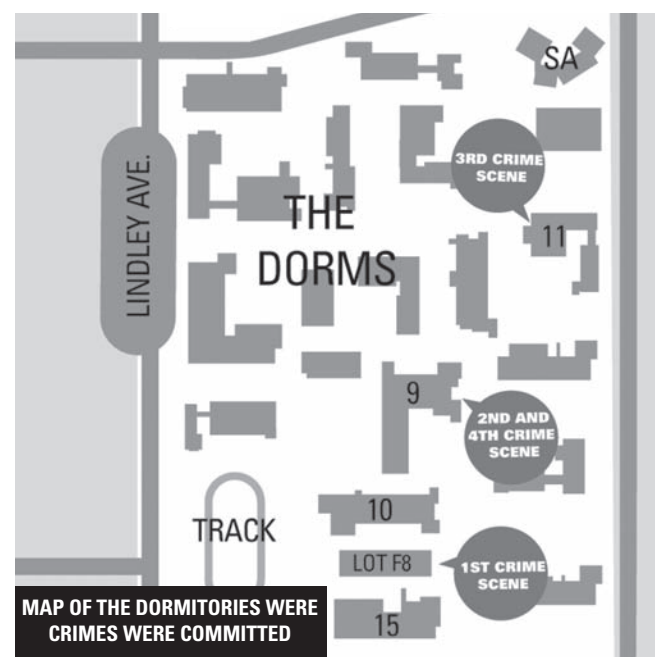 SA
3RD CRIME
SCENE
LINDLEY AVE.
THE
DORMS
11
9
2ND AND
4TH CRIME
SCENE
10
TRACK
LOT F8
1ST CRIME
SCENE
15
MAP OF THE DORMITORIES WERE
CRIMES WERE COMMITTED